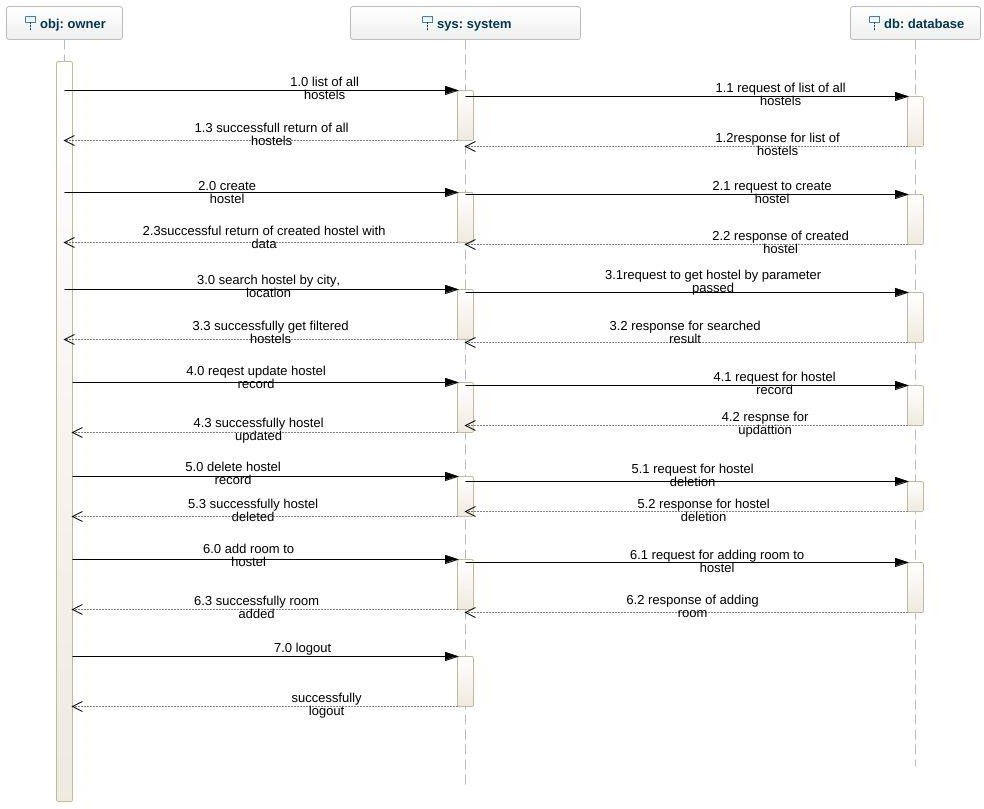 obj: owner
sys: system
db: database
1.0 list of all
hostels
1.1 request of list of all
hostels
1.3 successfull return of all
hostels
1.2response for list of
hostels
2.0 create
hostel
2.1 request to create
hostel
2.3successful return of created hostel with
data
2.2 response of created
hostel
3.0 search hostel by city,
location
3.1request to get hostel by parameter
passed
3.3 successfully get filtered
hostels
3.2 response for searched
result
4.0 reqest update hostel
record
4.1 request for hostel
record
4.3 successfully hostel
updated
4.2 respnse for
updattion
5.0 delete hostel
record
5.1 request for hostel
deletion
5.3 successfully hostel
deleted
5.2 response for hostel
deletion
6.0 add room to
hostel
6.1 request for adding room to
hostel
6.3 successfully room
added
6.2 response of adding
room
7.0 logout
successfully
logout